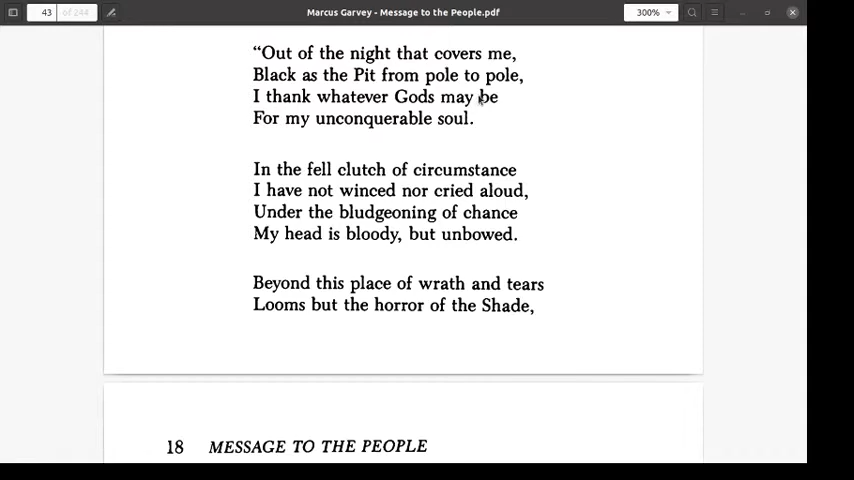 43 of 244
Marcus Garvey - Message to the People.pdf
300%
“Out of the night that covers me,
Black as the Pit from pole to pole,
I thank whatever Gods may be
For my unconquerable soul.
In the fell clutch of circumstance
I have not winced nor cried aloud,
Under the bludgeoning of chance
My head is bloody, but unbowed.
Beyond this place of wrath and tears
Looms but the horror of the Shade,
18 MESSAGE TO THE PEOPLE